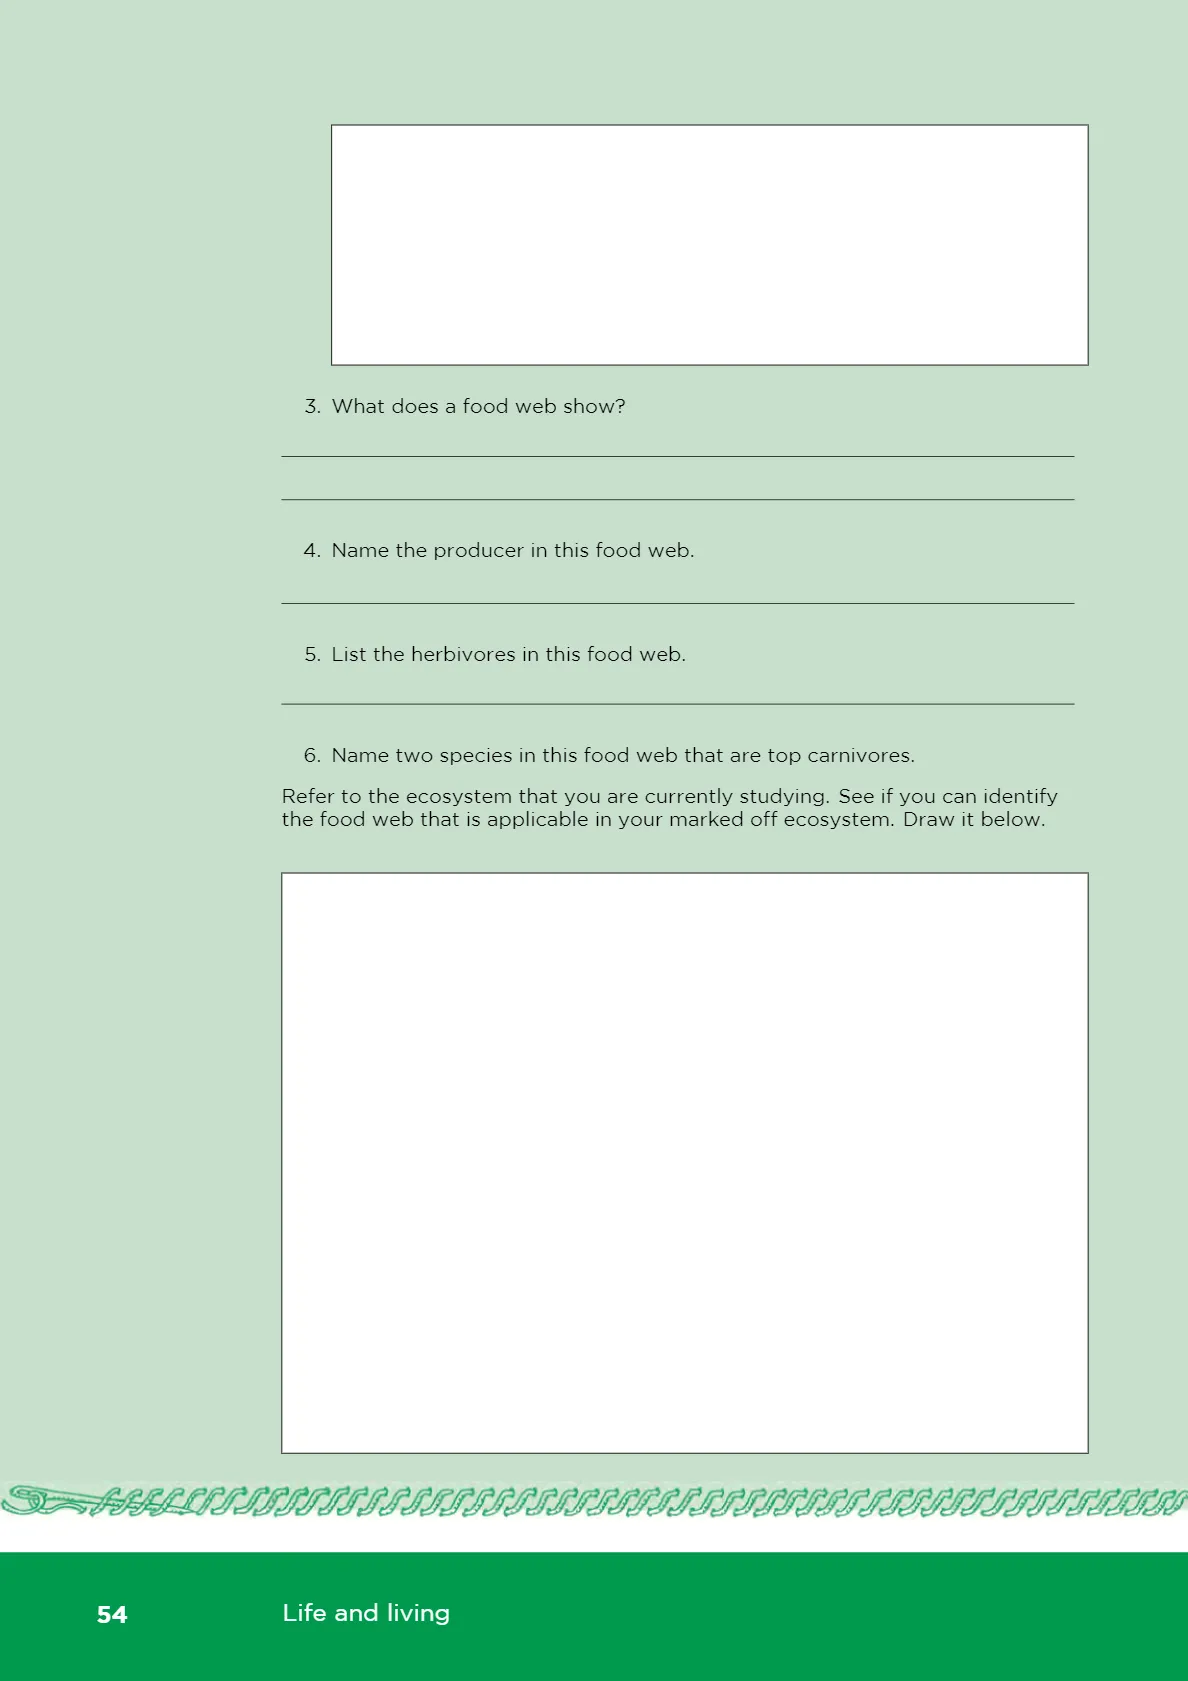 3. What does a food web show?
4. Name the producer in this food web.
5. List the herbivores in this food web.
6. Name two species in this food web that are top carnivores.
Refer to the ecosystem that you are currently studying. See if you can identify
the food web that is applicable in your marked off ecosystem. Draw it below.
54 Life and living